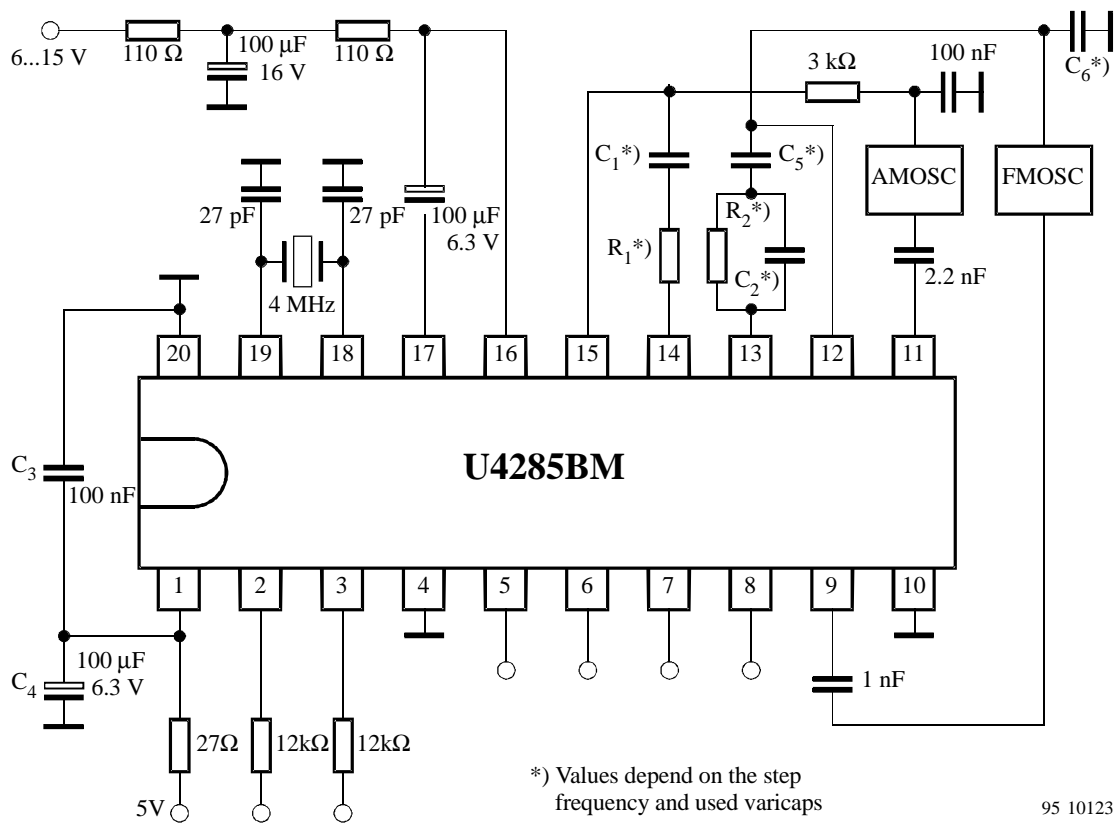 6...15 V
110 Ω
100 μF
16 V
110 Ω
3 kΩ
100 nF
C6*)
C1*)
C5*)
AMOSC
FMOSC
27 pF
27 pF
100 μF
6.3 V
R2*)
R1*)
C2*)
2.2 nF
4 MHz
20
19
18
17
16
15
14
13
12
11
C3
100 nF
U4285BM
1
2
3
4
5
6
7
8
9
10
C4
100 μF
6.3 V
1 nF
27Ω
12kΩ
12kΩ
5V
*) Values depend on the step
frequency and used varicaps
95 10123